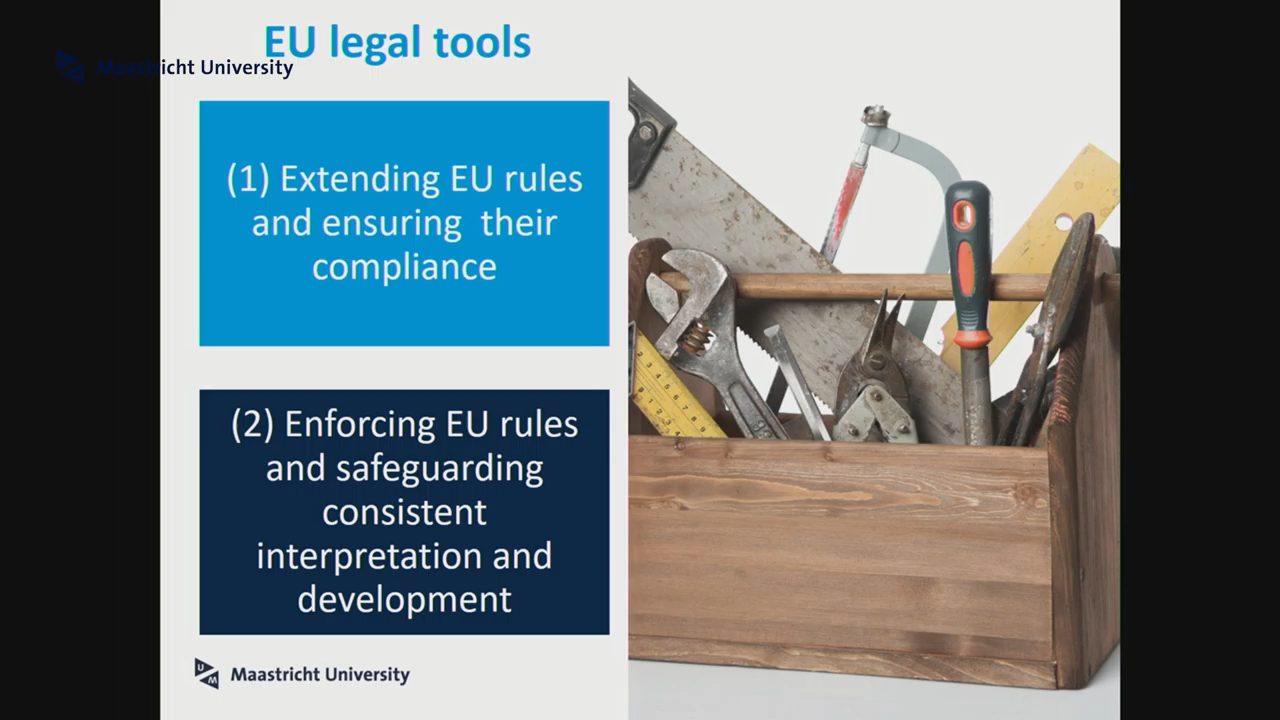 EU legal tools
Maastricht University
(1) Extending EU rules
and ensuring their
compliance
(2) Enforcing EU rules
and safeguarding
consistent
interpretation and
development
UM Maastricht University